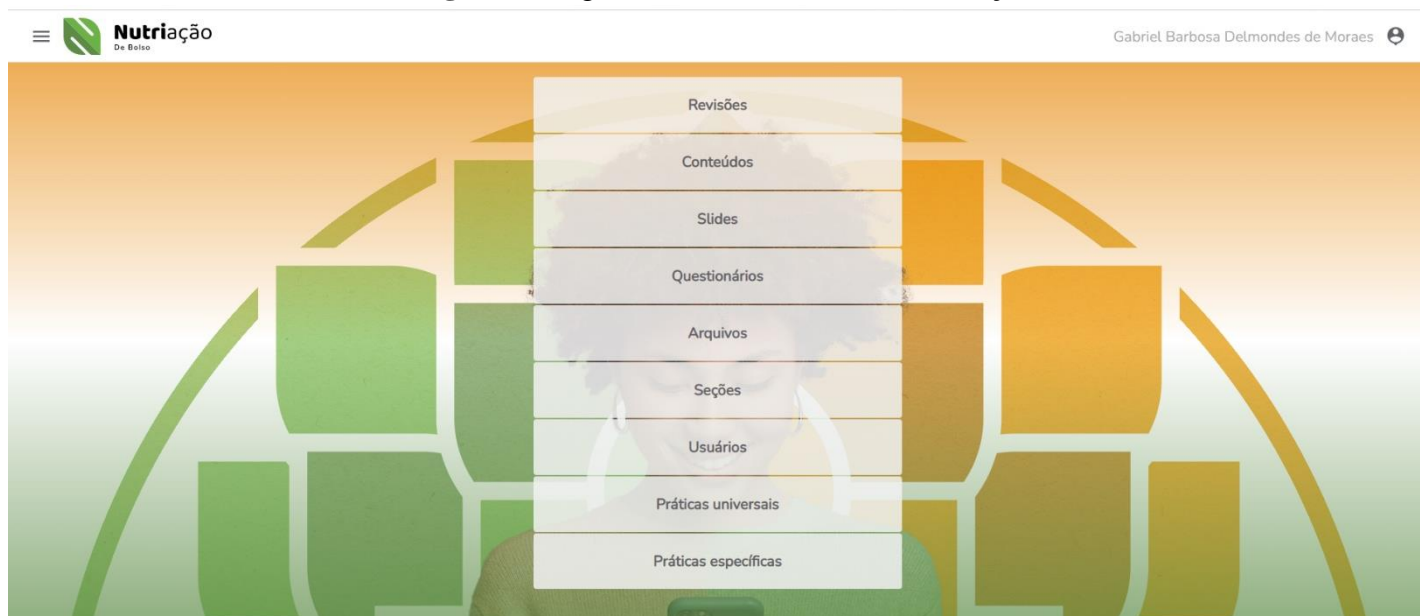 Nutriação
De Bolso
Gabriel Barbosa Delmondes de Moraes
Revisões
Conteúdos
Slides
Questionários
Arquivos
Seções
Usuários
Práticas universais
Práticas específicas